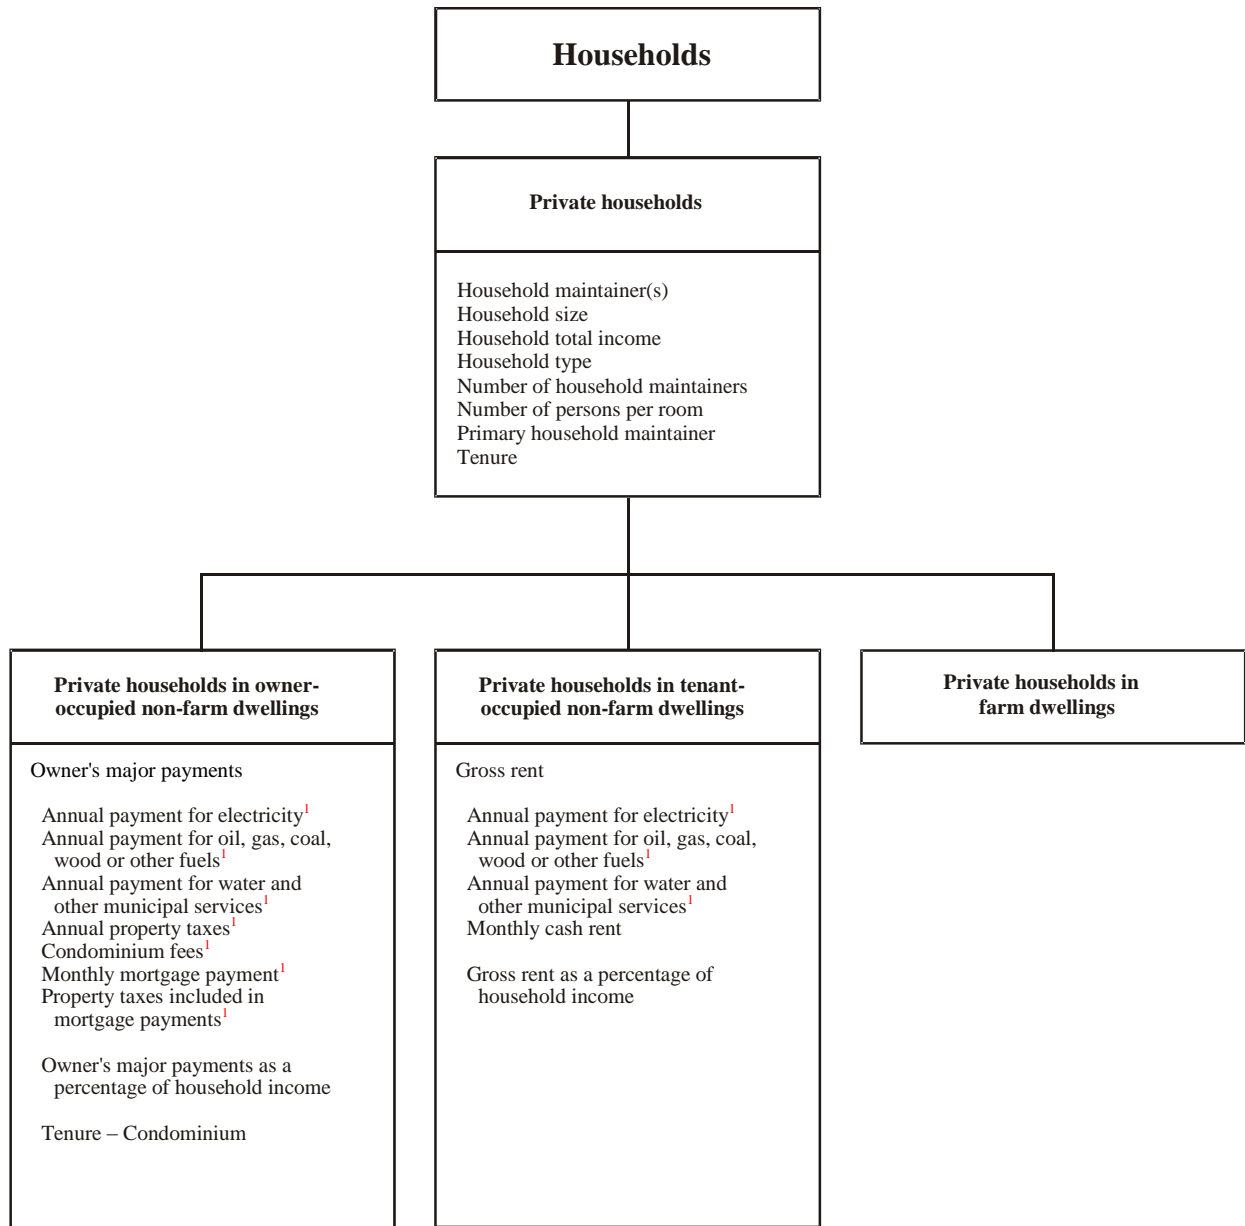 Households
Private households
Household maintainer(s)
Household size
Household total income
Household type
Number of household maintainers
Number of persons per room
Primary household maintainer
Tenure
Private households in owner-
occupied non-farm dwellings
Owner's major payments
Annual payment for electricity1
Annual payment for oil, gas, coal,
wood or other fuels1
Annual payment for water and
other municipal services1
Annual property taxes1
Condominium fees1
Monthly mortgage payment1
Property taxes included in
mortgage payments1
Owner's major payments as a
percentage of household income
Tenure – Condominium
Private households in tenant-
occupied non-farm dwellings
Gross rent
Annual payment for electricity1
Annual payment for oil, gas, coal,
wood or other fuels1
Annual payment for water and
other municipal services1
Monthly cash rent
Gross rent as a percentage of
household income
Private households in
farm dwellings